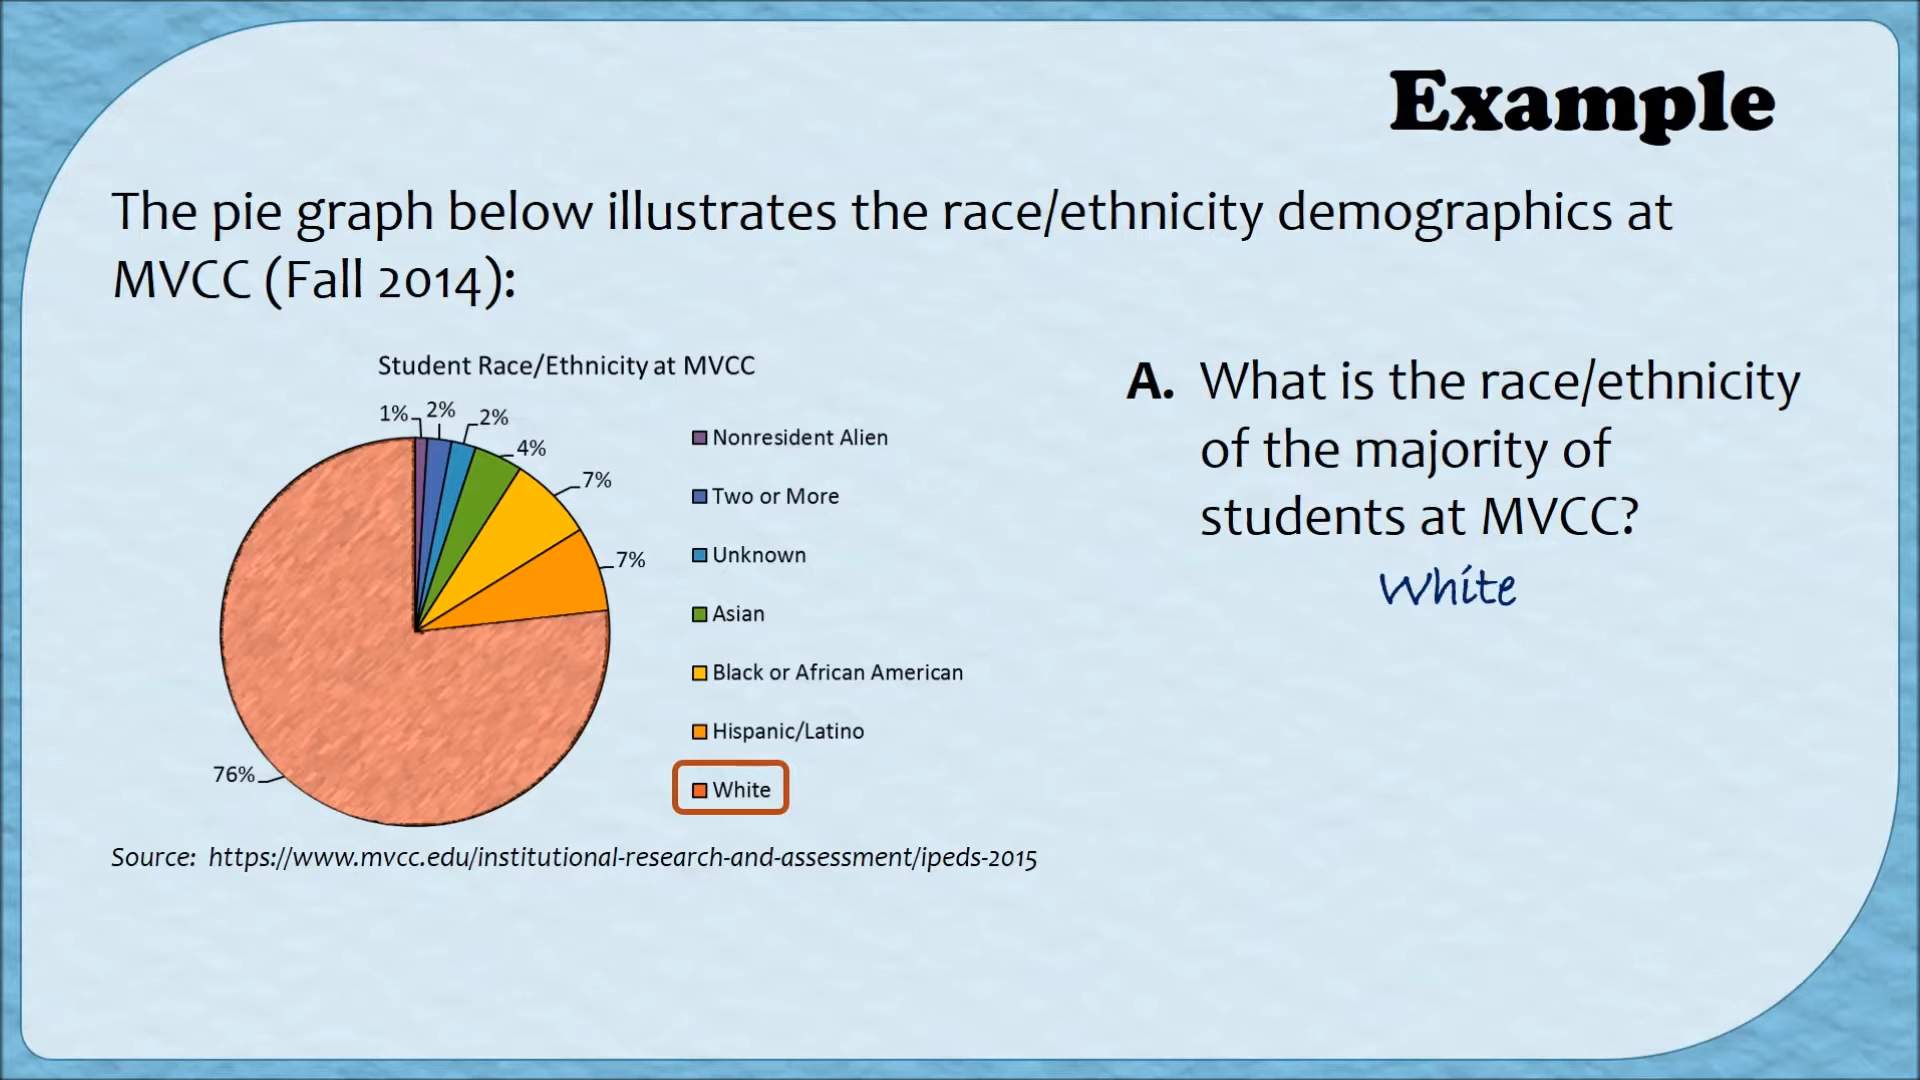 Example
The pie graph below illustrates the race/ethnicity demographics at
MVCC (Fall 2014):
Student Race/Ethnicity at MVCC
1%
2%
2%
4%
7%
7%
76%
Nonresident Alien
Two or More
Unknown
Asian
Black or African American
Hispanic/Latino
White
Source: https://www.mvcc.edu/institutional-research-and-assessment/ipeds-2015
A. What is the race/ethnicity
of the majority of
students at MVCC?
White